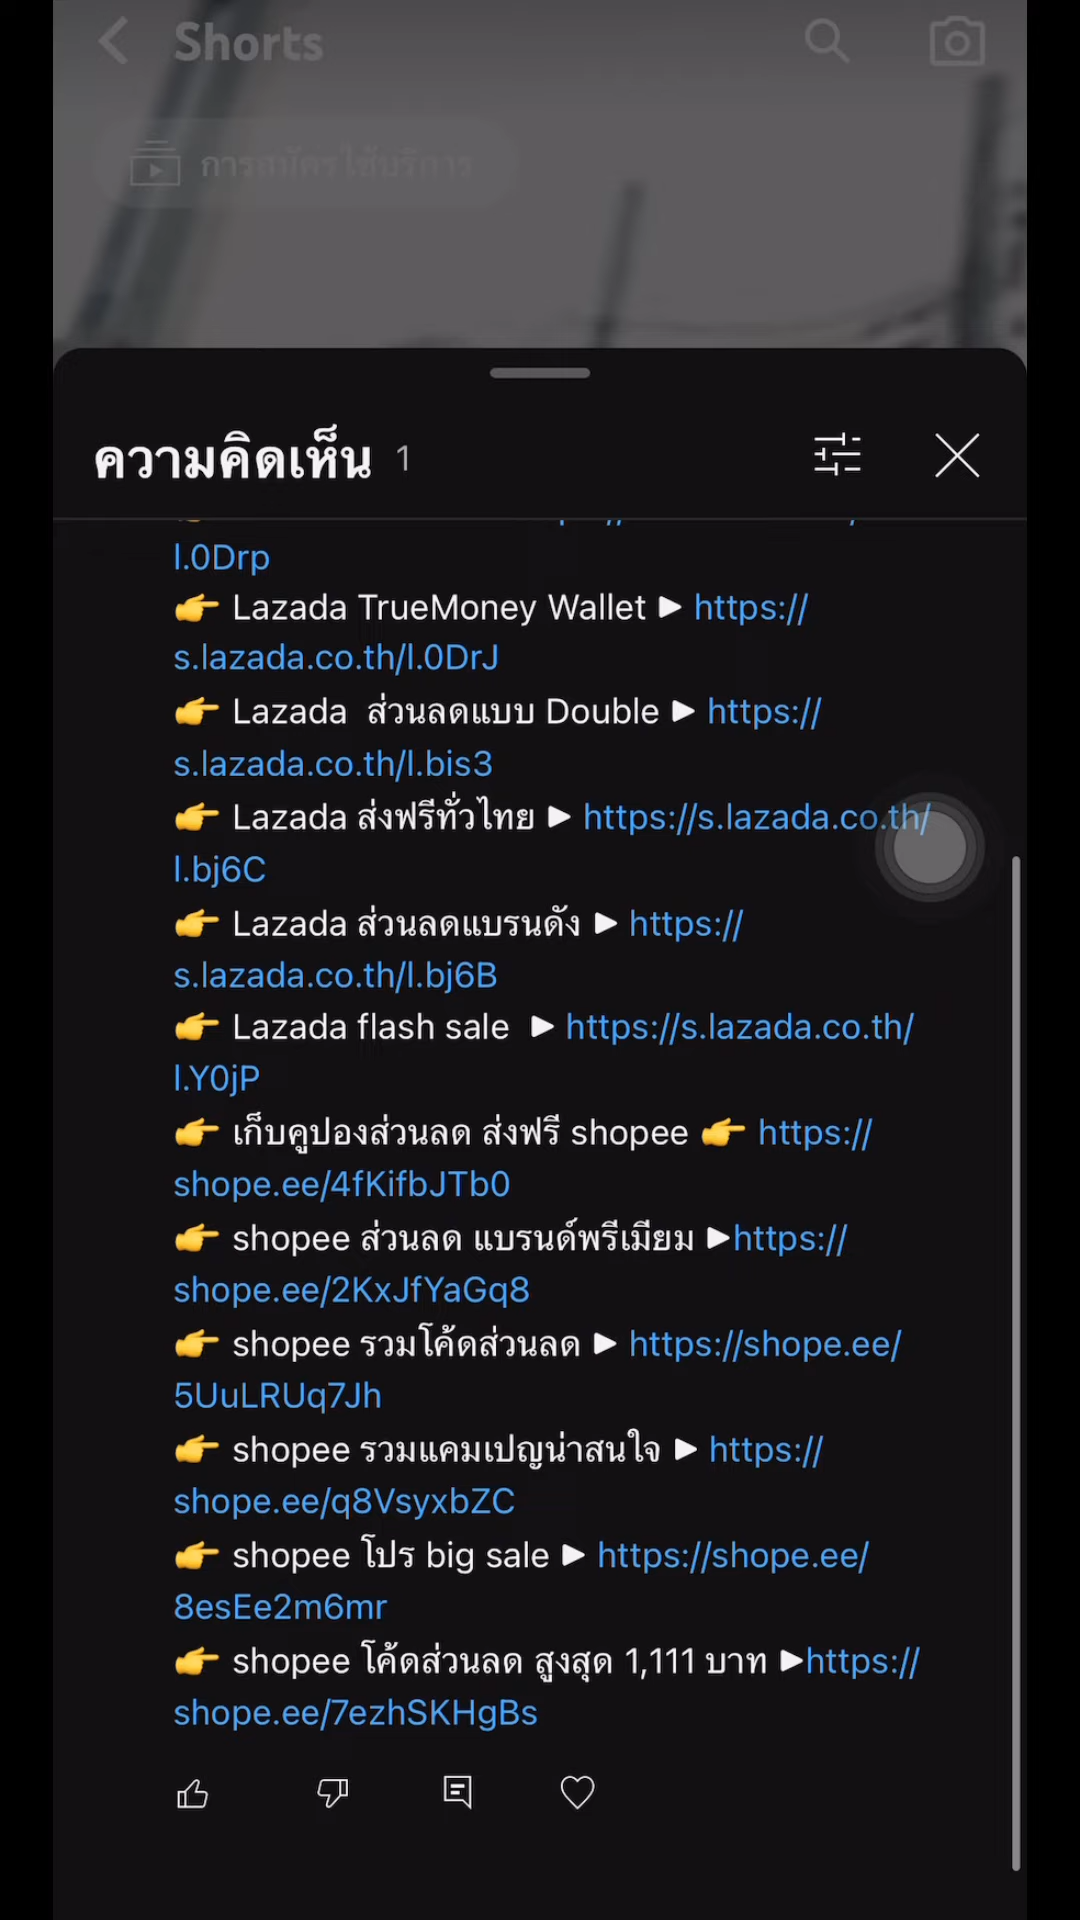 Shorts
การสมัครใช้บริการ
ความคิดเห็น 1
l.0Drp
👉 Lazada TrueMoney Wallet ▶ https://
s.lazada.co.th/l.0DrJ
👉 Lazada  ส่วนลดแบบ Double ▶ https://
s.lazada.co.th/l.bis3
👉 Lazada ส่งฟรีทั่วไทย ▶ https://s.lazada.co.th/
l.bj6C
👉 Lazada ส่วนลดแบรนดัง ▶ https://
s.lazada.co.th/l.bj6B
👉 Lazada flash sale  ▶ https://s.lazada.co.th/
l.Y0jP
👉 เก็บคูปองส่วนลด ส่งฟรี shopee 👉 https://
shope.ee/4fKifbJTb0
👉 shopee ส่วนลด แบรนด์พรีเมียม ▶https://
shope.ee/2KxJfYaGq8
👉 shopee รวมโค้ดส่วนลด ▶ https://shope.ee/
5UuLRUq7Jh
👉 shopee รวมแคมเปญน่าสนใจ ▶ https://
shope.ee/q8VsyxbZC
👉 shopee โปร big sale ▶ https://shope.ee/
8esEe2m6mr
👉 shopee โค้ดส่วนลด สูงสุด 1,111 บาท ▶https://
shope.ee/7ezhSKHgBs